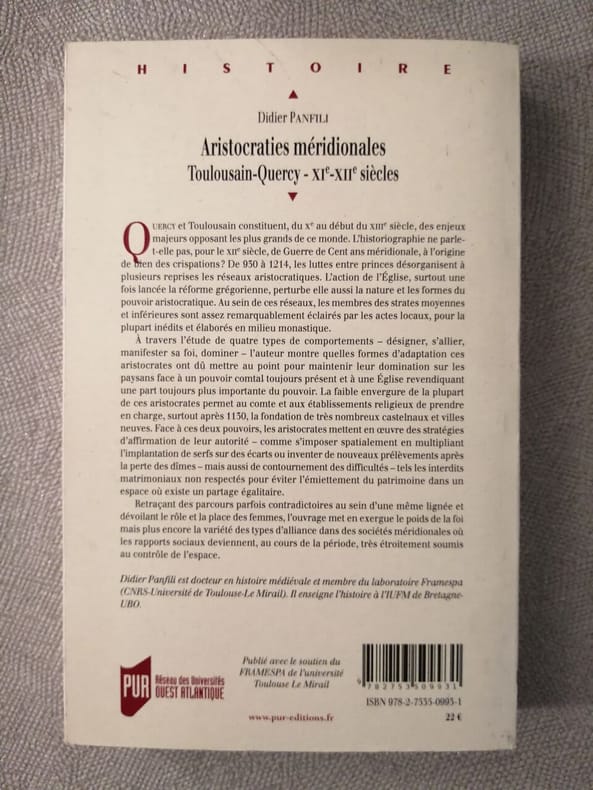 HISTOIRE
Didier PANFILI
Aristocraties méridionales
Toulousain-Quercy - XIe-XIIe siècles
QUERCY et Toulousain constituent, du Xe au début du XIIIe siècle, des enjeux
majeurs opposant les plus grands de ce monde. L'historiographie ne parle-
t-elle pas, pour le XIIe siècle, de Guerre de Cent ans méridionale, à l'origine
de bien des crispations ? De 950 à 1214, les luttes entre princes désorganisent à
plusieurs reprises les réseaux aristocratiques. L'action de l'Église, surtout une
fois lancée la réforme grégorienne, perturbe elle aussi la nature et les formes du
pouvoir aristocratique. Au sein de ces réseaux, les membres des strates moyennes
et inférieures sont assez remarquablement éclairés par les actes locaux, pour la
plupart inédits et élaborés en milieu monastique.
À travers l'étude de quatre types de comportements – désigner, s'allier,
manifester sa foi, dominer – l'auteur montre quelles formes d'adaptation ces
aristocrates ont dû mettre au point pour maintenir leur domination sur les
paysans face à un pouvoir comtal toujours présent et à une Église revendiquant
une part toujours plus importante du pouvoir. La faible envergure de la plupart
de ces aristocrates permet au comte et aux établissements religieux de prendre
en charge, surtout après 1150, la fondation de très nombreux castelnaux et villes
neuves. Face à ces deux pouvoirs, les aristocrates mettent en œuvre des stratégies
d'affirmation de leur autorité – comme s'imposer spatialement en multipliant
l'implantation de serfs sur des écarts ou inventer de nouveaux prélèvements après
la perte des dîmes – mais aussi de contournement des difficultés – tels les interdits
matrimoniaux non respectés pour éviter l'émiettement du patrimoine dans un
espace où existe un partage égalitaire.
Retraçant des parcours parfois contradictoires au sein d'une même lignée et
dévoilant le rôle et la place des femmes, l'ouvrage met en exergue le poids de la foi
mais plus encore la variété des types d'alliance dans des sociétés méridionales où
les rapports sociaux deviennent, au cours de la période, très étroitement soumis
au contrôle de l'espace.
Didier Panfili est docteur en histoire médiévale et membre du laboratoire Framespa
(CNRS-Université de Toulouse-Le Mirail). Il enseigne l'histoire à l'IUFM de Bretagne-
UBO.
PUR
Réseau des Universités
OUEST ATLANTIQUE
Publié avec le soutien du
FRAMESPA de l'université
Toulouse Le Mirail
www.pur-editions.fr
9 782753 509931
ISBN 978-2-7535-0993-1
22 €